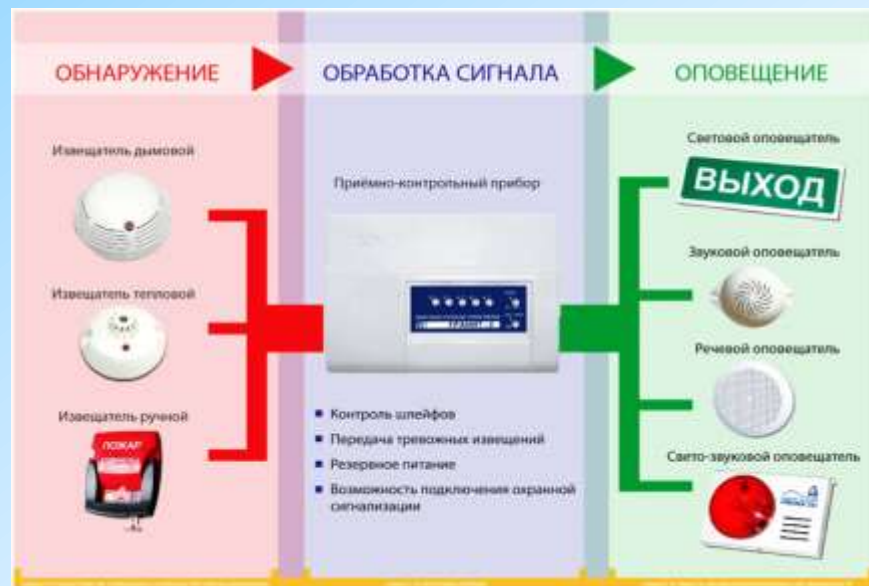 ОБНАРУЖЕНИЕ
ОБРАБОТКА СИГНАЛА
ОПОВЕЩЕНИЕ
Извещатель дымовой
Извещатель тепловой
Извещатель ручной
ПОЖАР
Приёмно-контрольный прибор
ГРАНИТ
Контроль шлейфов
Передача тревожных извещений
Резервное питание
Возможность подключения охранной
сигнализации
Световой оповещатель
ВЫХОД
Звуковой оповещатель
Речевой оповещатель
Свето-звуковой оповещатель